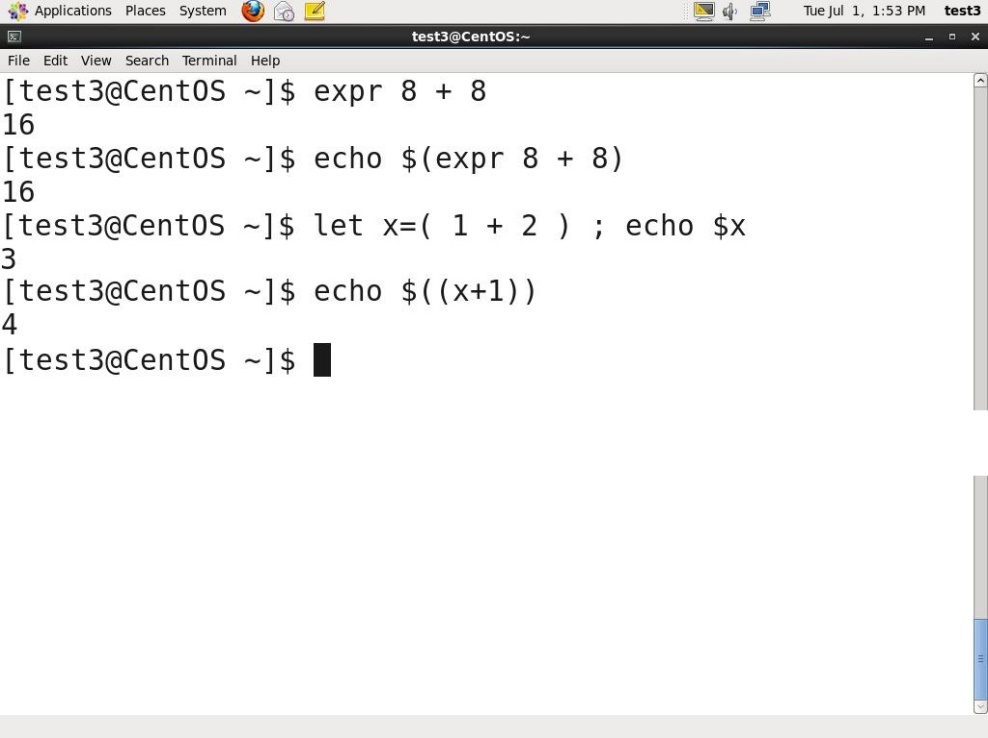 Applications Places System Tue Jul 1, 1:53 PM test3
test3@CentOS:~
File Edit View Search Terminal Help
[test3@CentOS ~]$ expr 8 + 8
16
[test3@CentOS ~]$ echo $(expr 8 + 8)
16
[test3@CentOS ~]$ let x=( 1 + 2 ) ; echo $x
3
[test3@CentOS ~]$ echo $((x+1))
4
[test3@CentOS ~]$